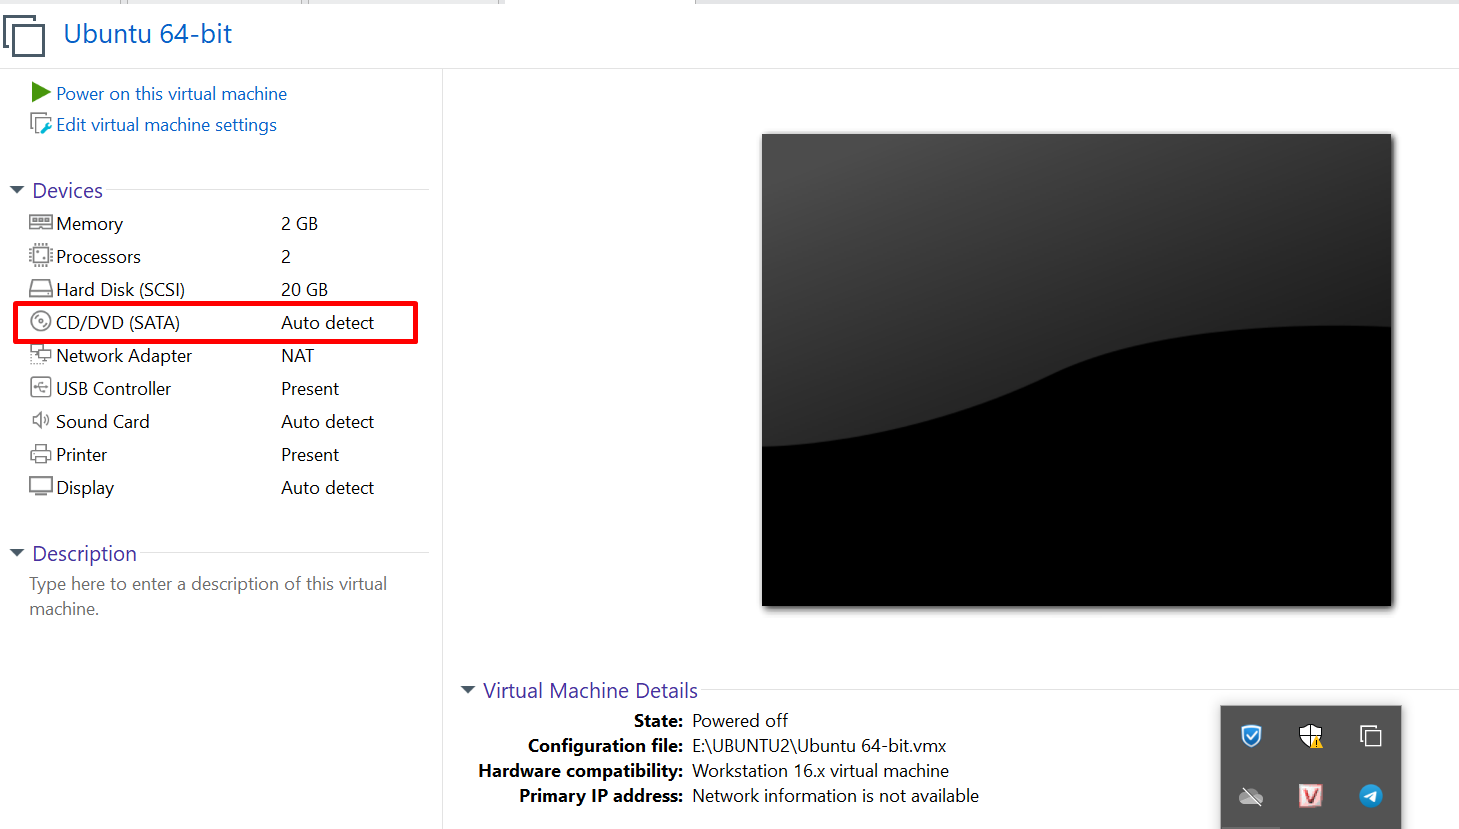 Ubuntu 64-bit
Power on this virtual machine
Edit virtual machine settings
Devices
Memory 2 GB
Processors 2
Hard Disk (SCSI) 20 GB
CD/DVD (SATA) Auto detect
Network Adapter NAT
USB Controller Present
Sound Card Auto detect
Printer Present
Display Auto detect
Description
Type here to enter a description of this virtual
machine.
Virtual Machine Details
State: Powered off
Configuration file: E:\UBUNTU2\Ubuntu 64-bit.vmx
Hardware compatibility: Workstation 16.x virtual machine
Primary IP address: Network information is not available
V